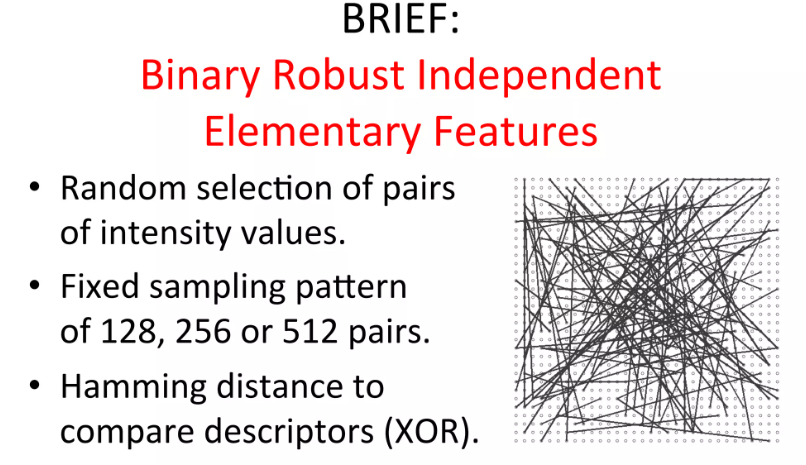 BRIEF:
Binary Robust Independent
Elementary Features
• Random selection of pairs
of intensity values.
• Fixed sampling pattern
of 128, 256 or 512 pairs.
• Hamming distance to
compare descriptors (XOR).